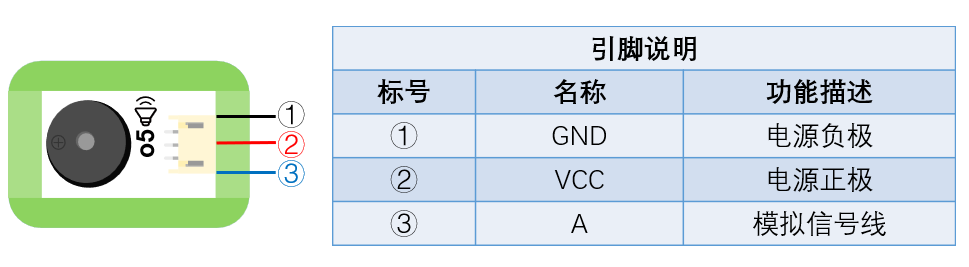 o5
①
②
③
引脚说明
标号 名称 功能描述
① GND 电源负极
② VCC 电源正极
③ A 模拟信号线